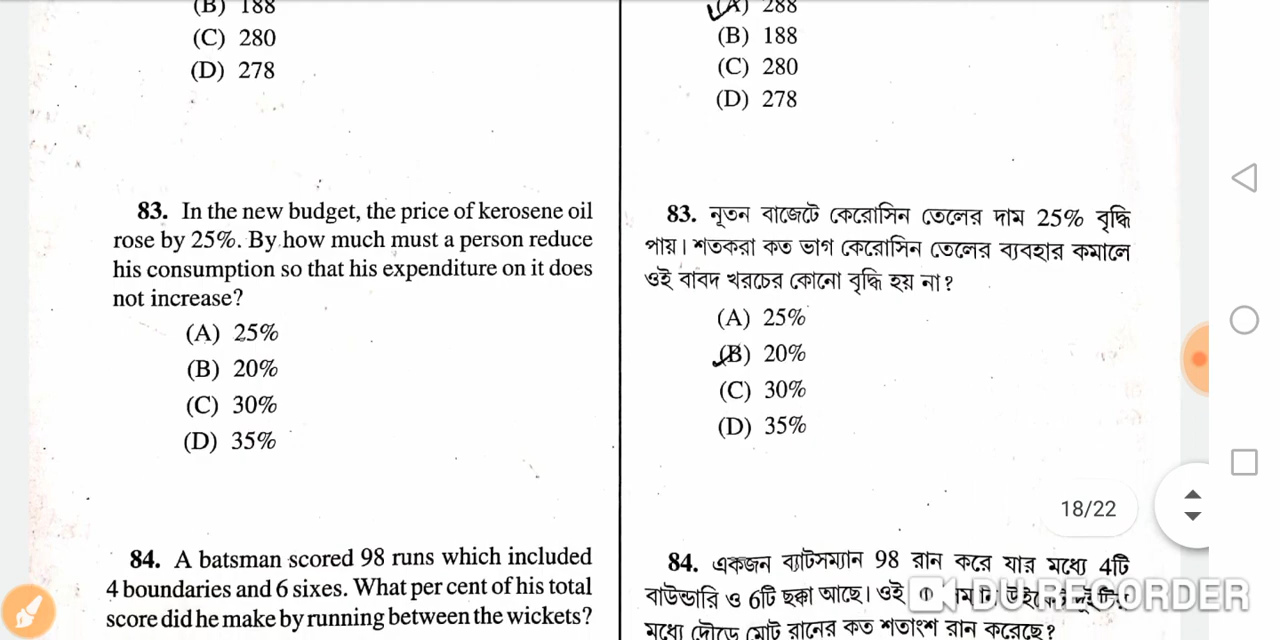 (B) 188
(C) 280
(D) 278
83. In the new budget, the price of kerosene oil
rose by 25%. By how much must a person reduce
his consumption so that his expenditure on it does
not increase?
(A) 25%
(B) 20%
(C) 30%
(D) 35%
84. A batsman scored 98 runs which included
4 boundaries and 6 sixes. What per cent of his total
score did he make by running between the wickets?
(A) 288
(B) 188
(C) 280
(D) 278
83. নূতন বাজেটে কেরোসিন তেলের দাম 25% বৃদ্ধি
পায়। শতকরা কত ভাগ কেরোসিন তেলের ব্যবহার কমালে
ওই বাবদ খরচের কোনো বৃদ্ধি হয় না?
(A) 25%
(B) 20%
(C) 30%
(D) 35%
18/22
84. একজন ব্যাটসম্যান 98 রান করে যার মধ্যে 4টি
বাউন্ডারি ও 6টি ছক্কা আছে। ওই
মধ্যে দৌড়ে মোট রানের কত শতাংশ রান করেছে?
DU RECORDER